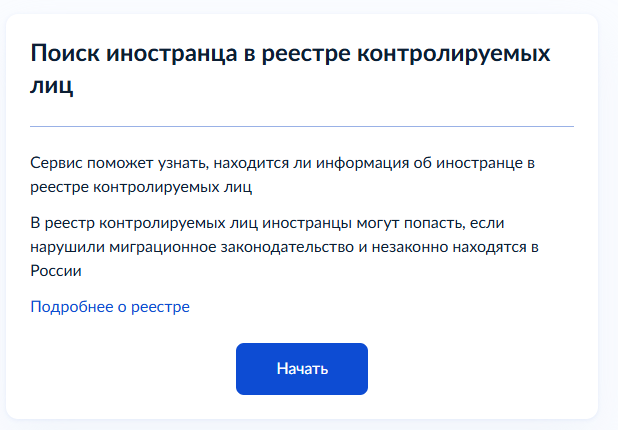 Поиск иностранца в реестре контролируемых
лиц
Сервис поможет узнать, находится ли информация об иностранце в
реестре контролируемых лиц
В реестр контролируемых лиц иностранцы могут попасть, если
нарушили миграционное законодательство и незаконно находятся в
России
Подробнее о реестре
Начать